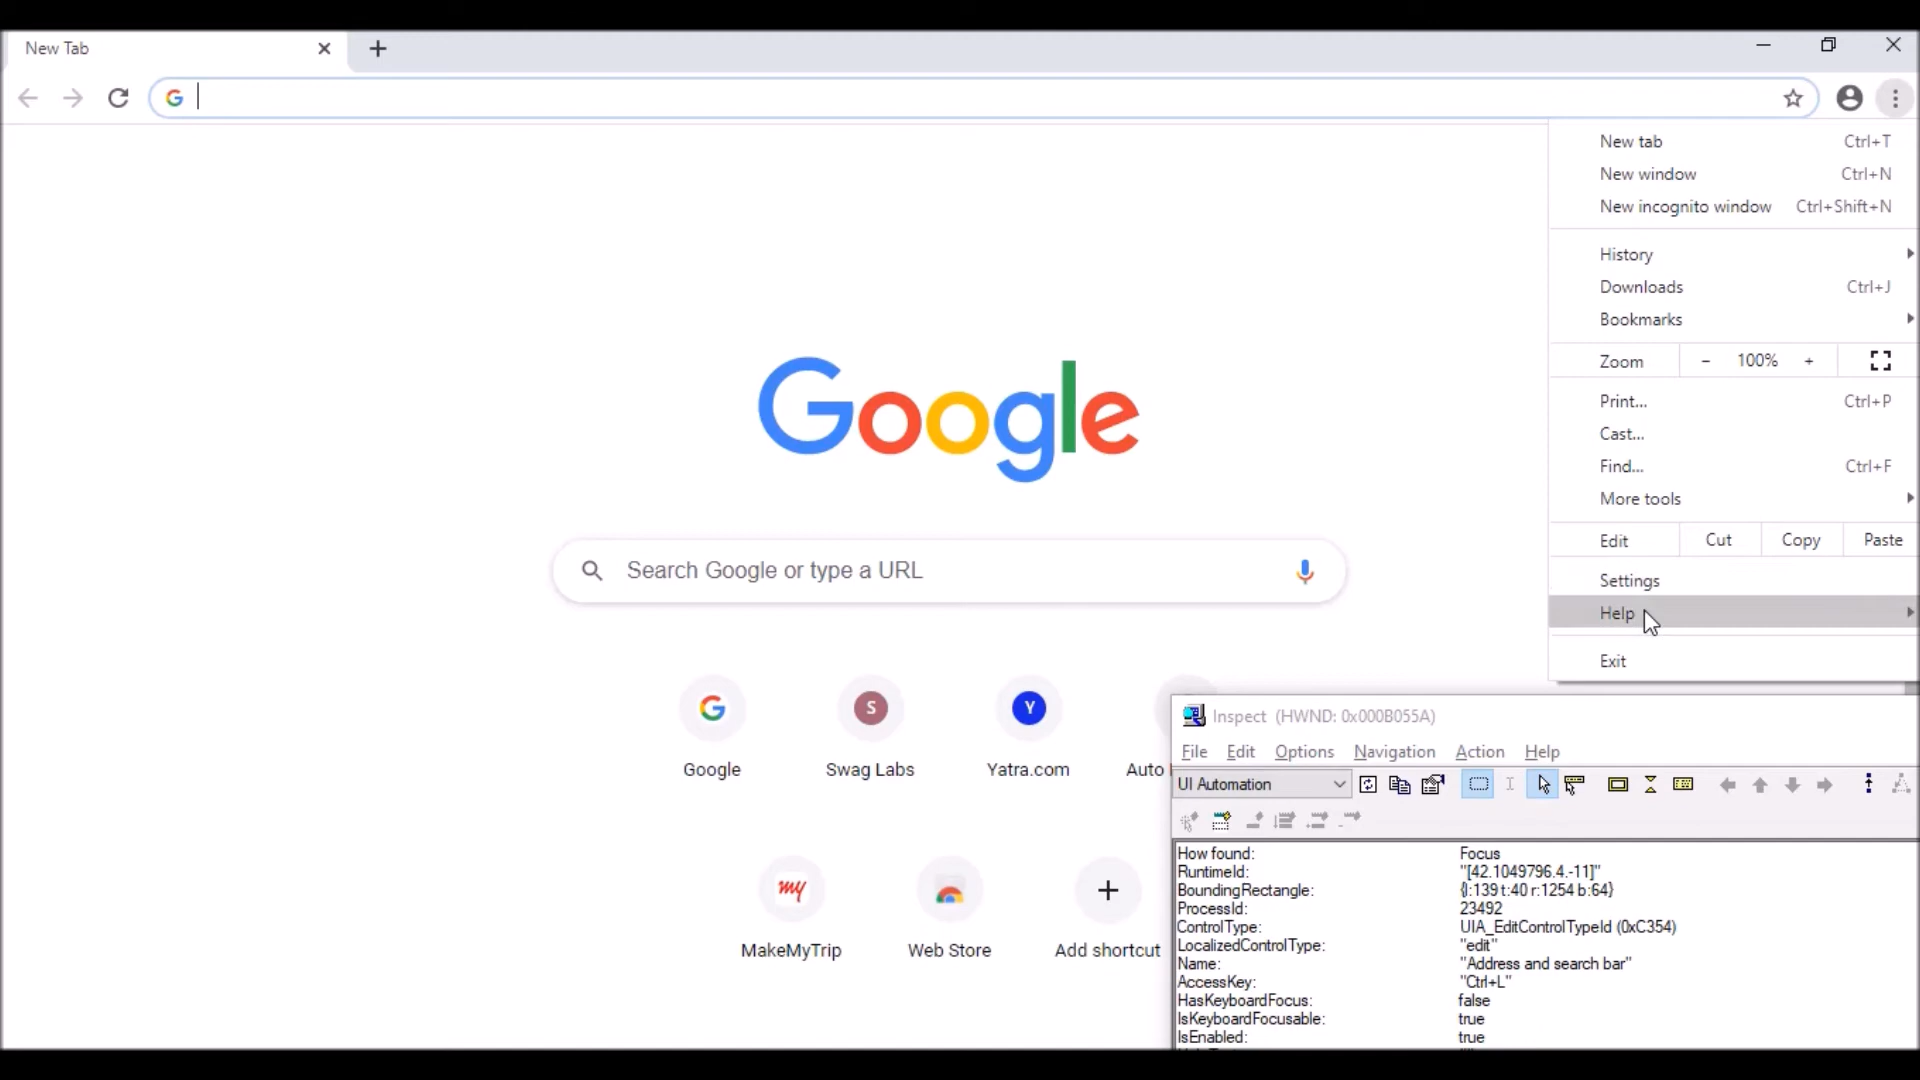 New Tab
New tab Ctrl+T
New window Ctrl+N
New incognito window Ctrl+Shift+N
History
Downloads Ctrl+J
Bookmarks
Zoom - 100% +
Print... Ctrl+P
Cast...
Find... Ctrl+F
More tools
Edit Cut Copy Paste
Settings
Help
Exit
Google
Search Google or type a URL
S Y
Google Swag Labs Yatra.com Auto
my
MakeMyTrip Web Store Add shortcut
Inspect (HWND: 0x000B055A)
File Edit Options Navigation Action Help
UI Automation
How found: Focus
RuntimeId: "[42.1049796.4.-11]"
BoundingRectangle: {l:139 t:40 r:1254 b:64}
ProcessId: 23492
ControlType: UIA_EditControlTypeId (0xC354)
LocalizedControlType: "edit"
Name: "Address and search bar"
AccessKey: "Ctrl+L"
HasKeyboardFocus: false
IsKeyboardFocusable: true
IsEnabled: true